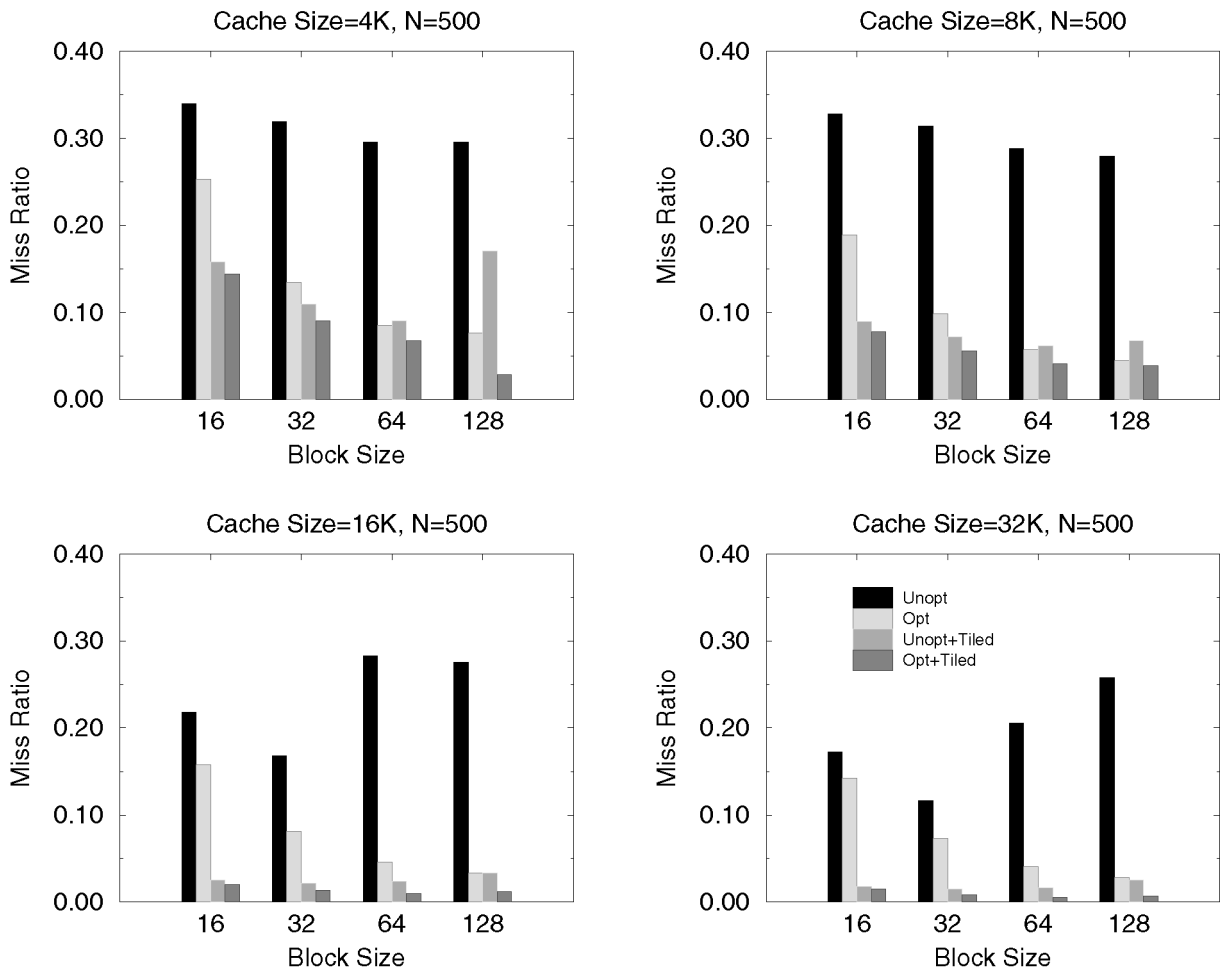 Cache Size=4K, N=500
0.40
0.30
0.20
0.10
0.00
Miss Ratio
16 32 64 128
Block Size
Cache Size=8K, N=500
0.40
0.30
0.20
0.10
0.00
Miss Ratio
16 32 64 128
Block Size
Cache Size=16K, N=500
0.40
0.30
0.20
0.10
0.00
Miss Ratio
16 32 64 128
Block Size
Cache Size=32K, N=500
0.40
0.30
0.20
0.10
0.00
Miss Ratio
Unopt
Opt
Unopt+Tiled
Opt+Tiled
16 32 64 128
Block Size